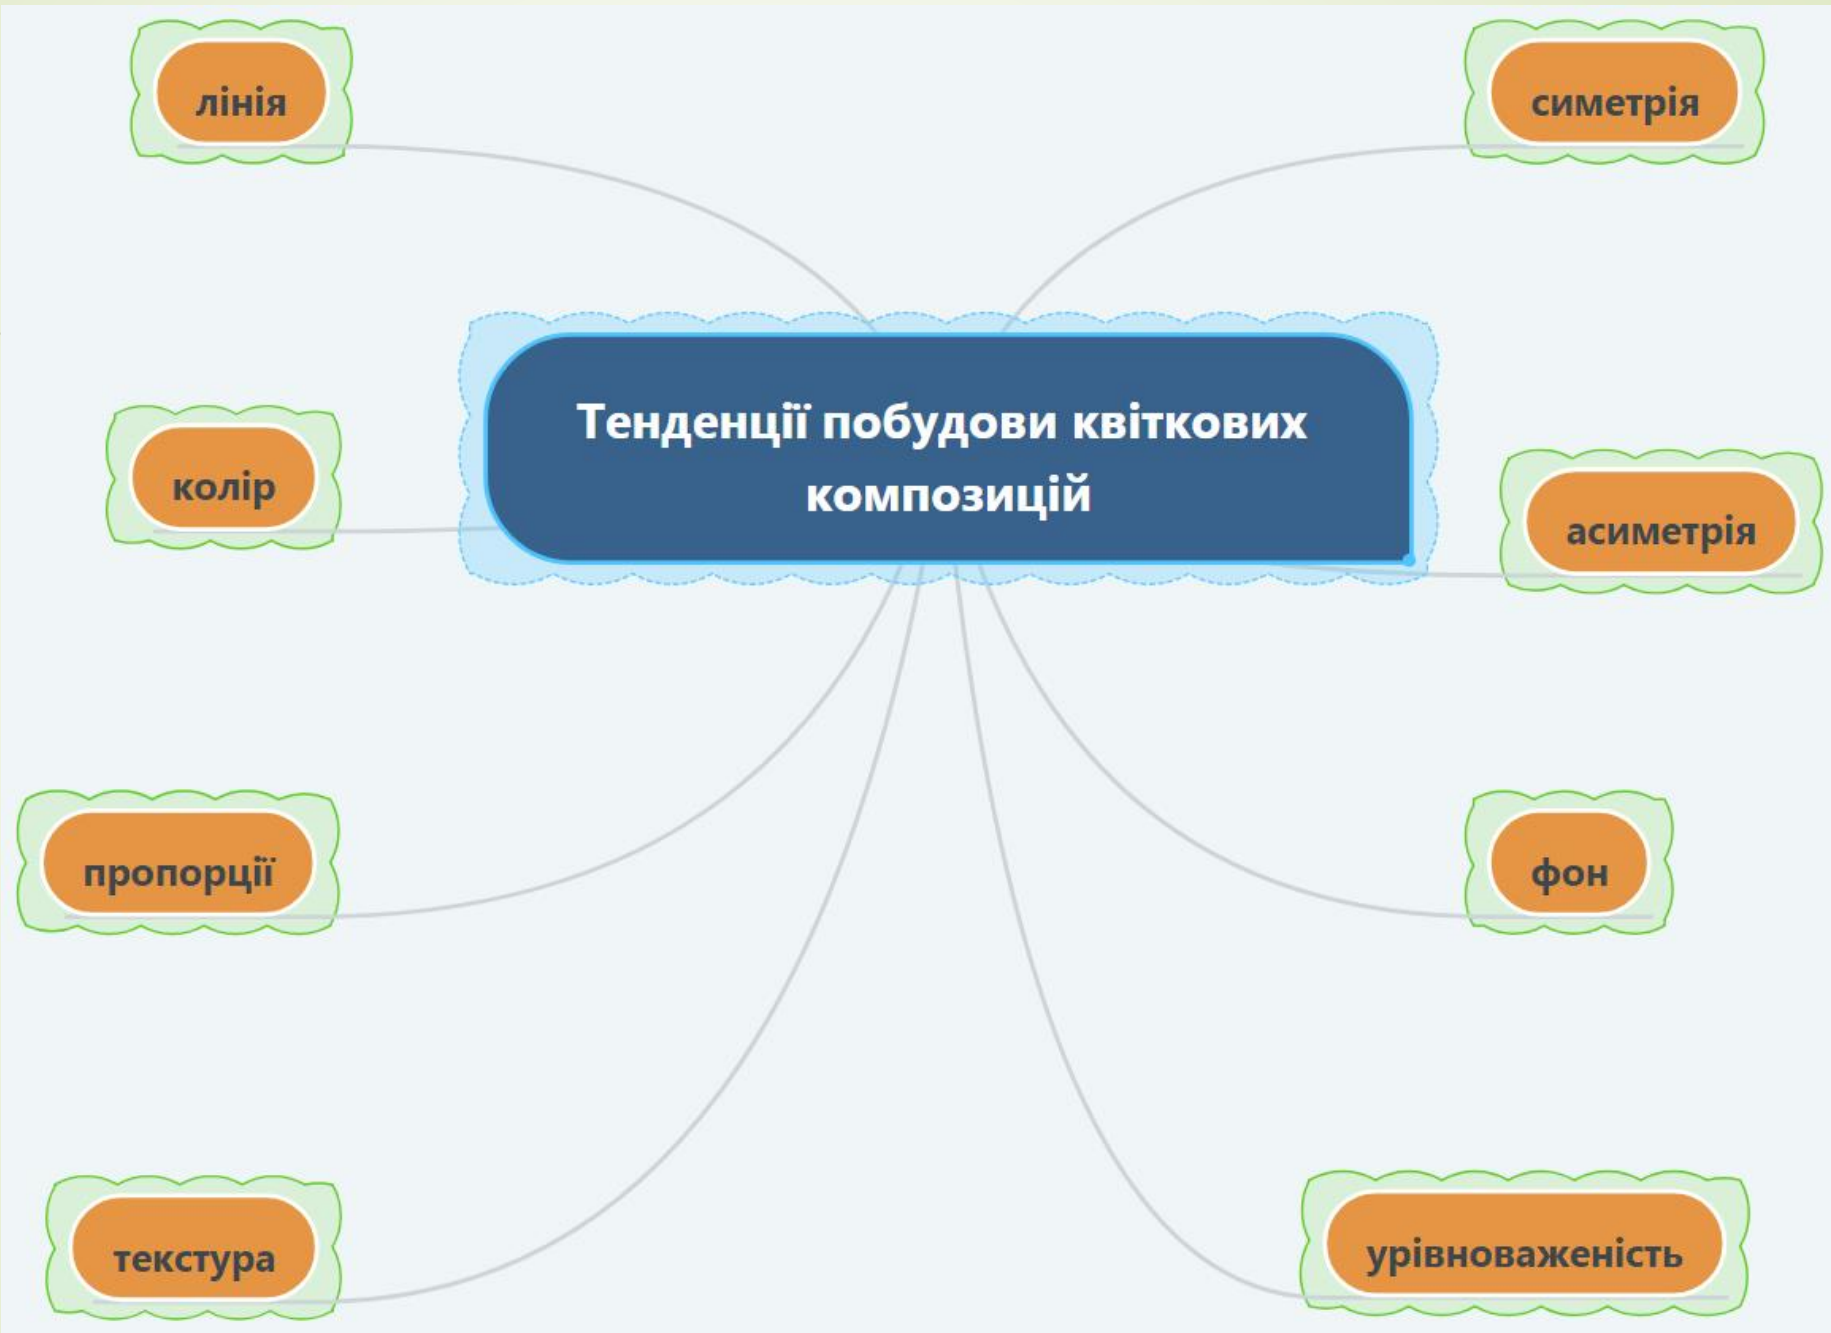 лінія
симетрія
Тенденції побудови квіткових
композицій
колір
асиметрія
пропорції
фон
текстура
урівноваженість